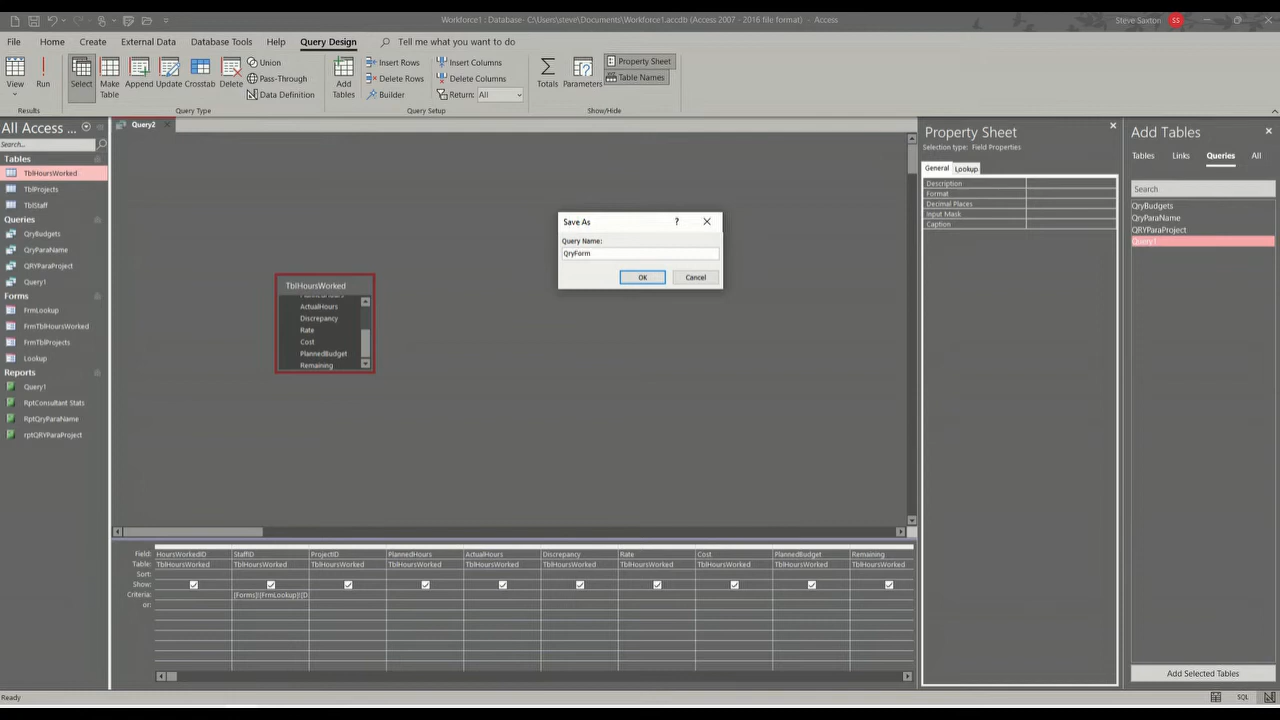 Workforce1 : Database- C:\Users\steve\Documents\Workforce1.accdb (Access 2007 - 2016 file format) - Access
Steve Saxton
SS
File Home Create External Data Database Tools Help Query Design Tell me what you want to do
View
Run
Results
Select
Make Table
Append
Update
Crosstab
Delete
Union
Pass-Through
Data Definition
Query Type
Add Tables
Insert Rows
Delete Rows
Builder
Insert Columns
Delete Columns
Return: All
Query Setup
Totals
Parameters
Property Sheet
Table Names
Show/Hide
All Access ...
Search...
Tables
TblHoursWorked
TblProjects
TblStaff
Queries
QryBudgets
QryParaName
QRYParaProject
Query1
Forms
FrmLookup
FrmTblHoursWorked
FrmTblProjects
Lookup
Reports
Query1
RptConsultant Stats
RptQryParaName
rptQRYParaProject
Query2
TblHoursWorked
PlannedHours
ActualHours
Discrepancy
Rate
Cost
PlannedBudget
Remaining
Save As
?
Query Name:
QryForm
OK Cancel
Field: HoursWorkedID StaffID ProjectID PlannedHours ActualHours Discrepancy Rate Cost PlannedBudget Remaining
Table: TblHoursWorked TblHoursWorked TblHoursWorked TblHoursWorked TblHoursWorked TblHoursWorked TblHoursWorked TblHoursWorked TblHoursWorked TblHoursWorked
Sort:
Show:
Criteria: [Forms]![FrmLookup]![D
or:
Property Sheet
Selection type: Field Properties
General Lookup
Description
Format
Decimal Places
Input Mask
Caption
Add Tables
Tables Links Queries All
Search
QryBudgets
QryParaName
QRYParaProject
Query1
Add Selected Tables
Ready
SQL